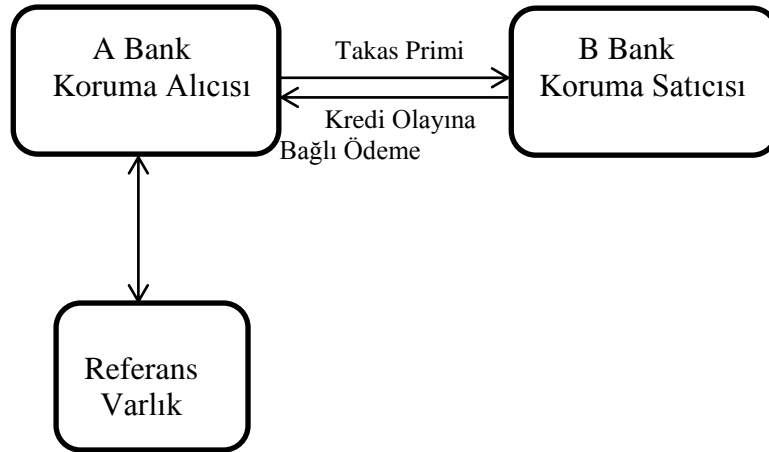 A Bank
Koruma Alıcısı
Takas Primi
B Bank
Koruma Satıcısı
Kredi Olayına
Bağlı Ödeme
Referans
Varlık